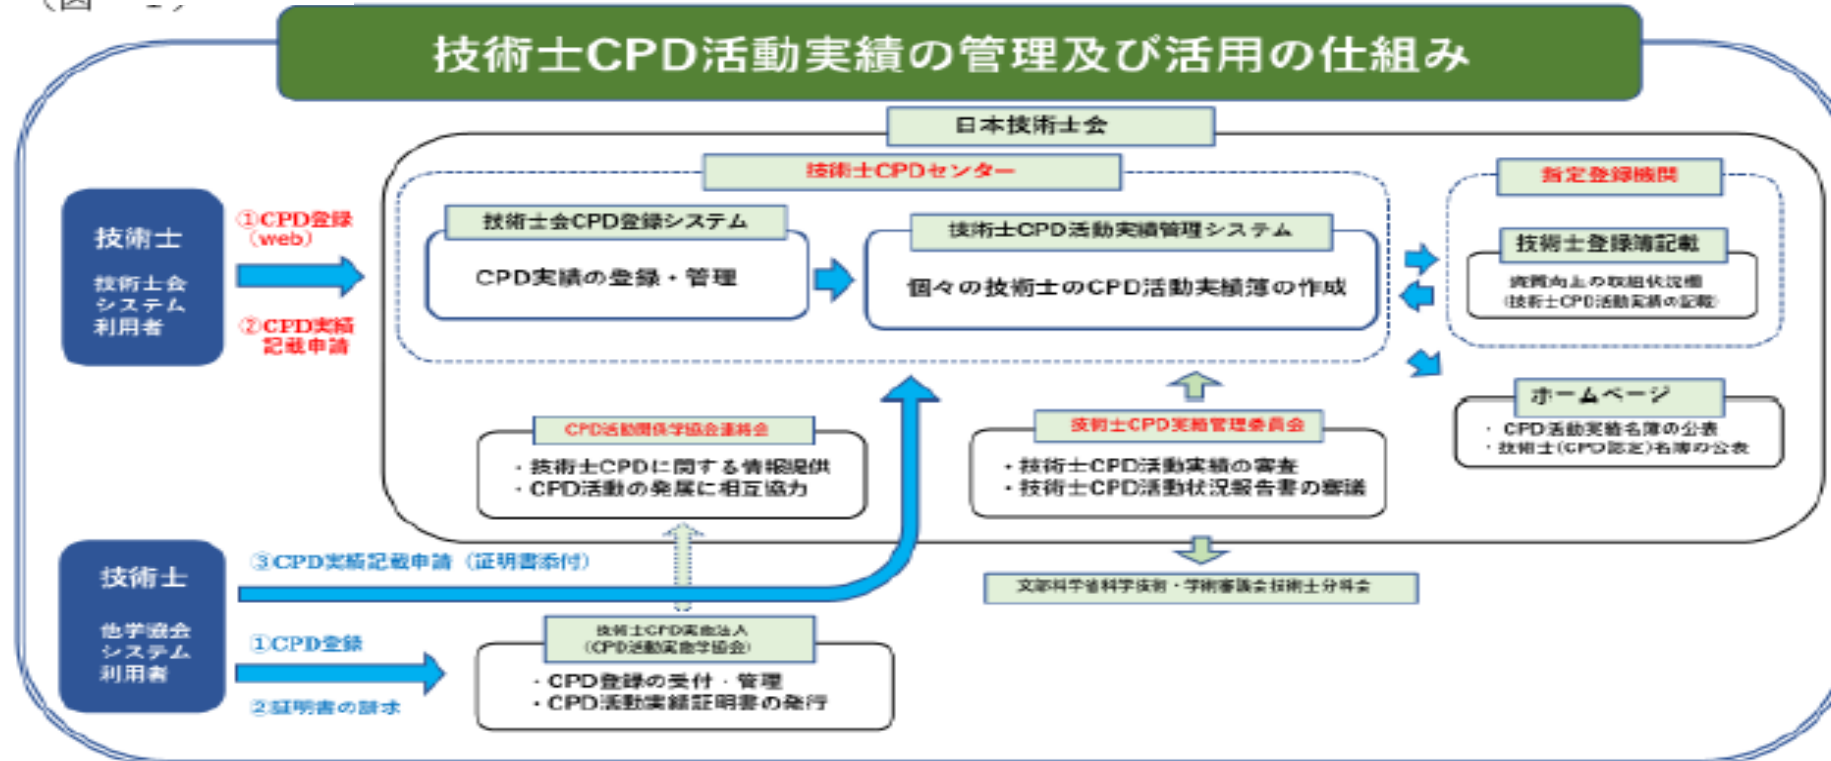 技術士CPD活動実績の管理及び活用の仕組み
日本技術士会
技術士CPDセンター
指定登録機関
技術士
技術士会
システム
利用者
①CPD登録
(web)
②CPD実績
記載申請
技術士会CPD登録システム
CPD実績の登録・管理
技術士CPD活動実績管理システム
個々の技術士のCPD活動実績簿の作成
技術士登録簿記載
資質向上の取組状況欄
(技術士CPD活動実績の記載)
ホームページ
・CPD活動実績名簿の公表
・技術士(CPD認定)名簿の公表
CPD活動関係学協会連絡会
・技術士CPDに関する情報提供
・CPD活動の発展に相互協力
技術士CPD実績管理委員会
・技術士CPD活動実績の審査
・技術士CPD活動状況報告書の審議
文部科学省科学技術・学術審議会技術士分科会
技術士
他学協会
システム
利用者
③CPD実績記載申請（証明書添付）
①CPD登録
②証明書の請求
技術士CPD実施法人
(CPD活動実施学協会)
・CPD登録の受付・管理
・CPD活動実績証明書の発行